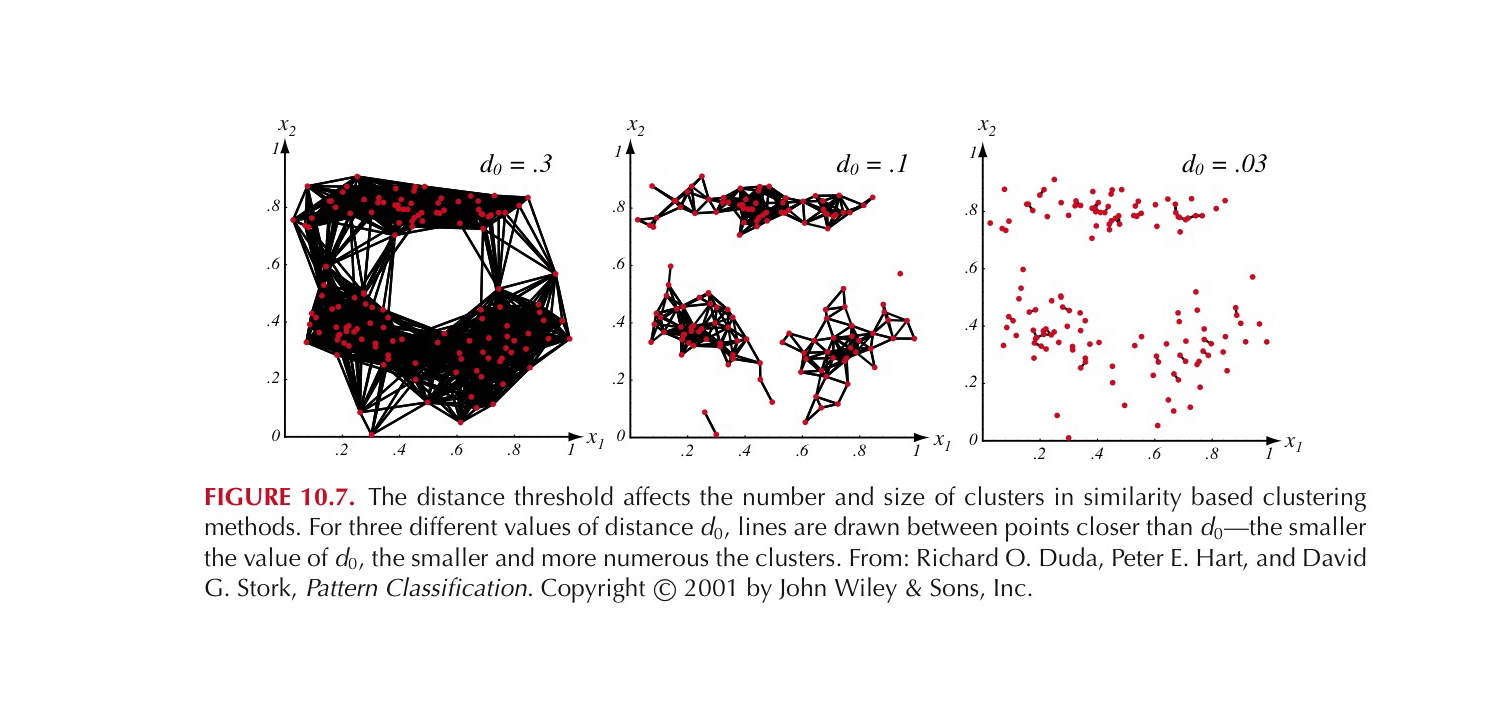 x2 x2 x2
1 1 1
d0 = .3 d0 = .1 d0 = .03
.8 .8 .8
.6 .6 .6
.4 .4 .4
.2 .2 .2
0 x1 0 x1 0 x1
.2 .4 .6 .8 1 .2 .4 .6 .8 1 .2 .4 .6 .8 1
FIGURE 10.7. The distance threshold affects the number and size of clusters in similarity based clustering
methods. For three different values of distance d0, lines are drawn between points closer than d0—the smaller
the value of d0, the smaller and more numerous the clusters. From: Richard O. Duda, Peter E. Hart, and David
G. Stork, Pattern Classification. Copyright © 2001 by John Wiley & Sons, Inc.